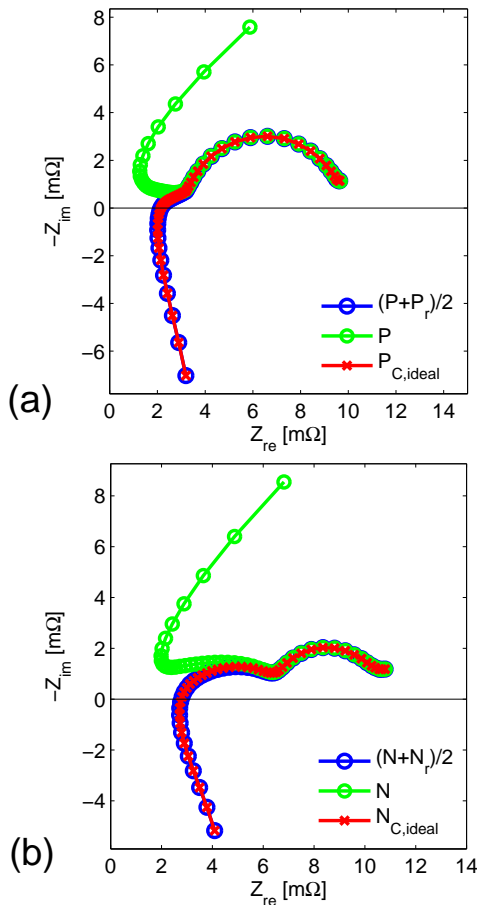 8
6
4
2
0
−2
−4
−6
−Z_im [mΩ]
(P+P_r)/2
P
P_C,ideal
0 2 4 6 8 10 12 14
Z_re [mΩ]
(a)
8
6
4
2
0
−2
−4
−Z_im [mΩ]
(N+N_r)/2
N
N_C,ideal
0 2 4 6 8 10 12 14
Z_re [mΩ]
(b)